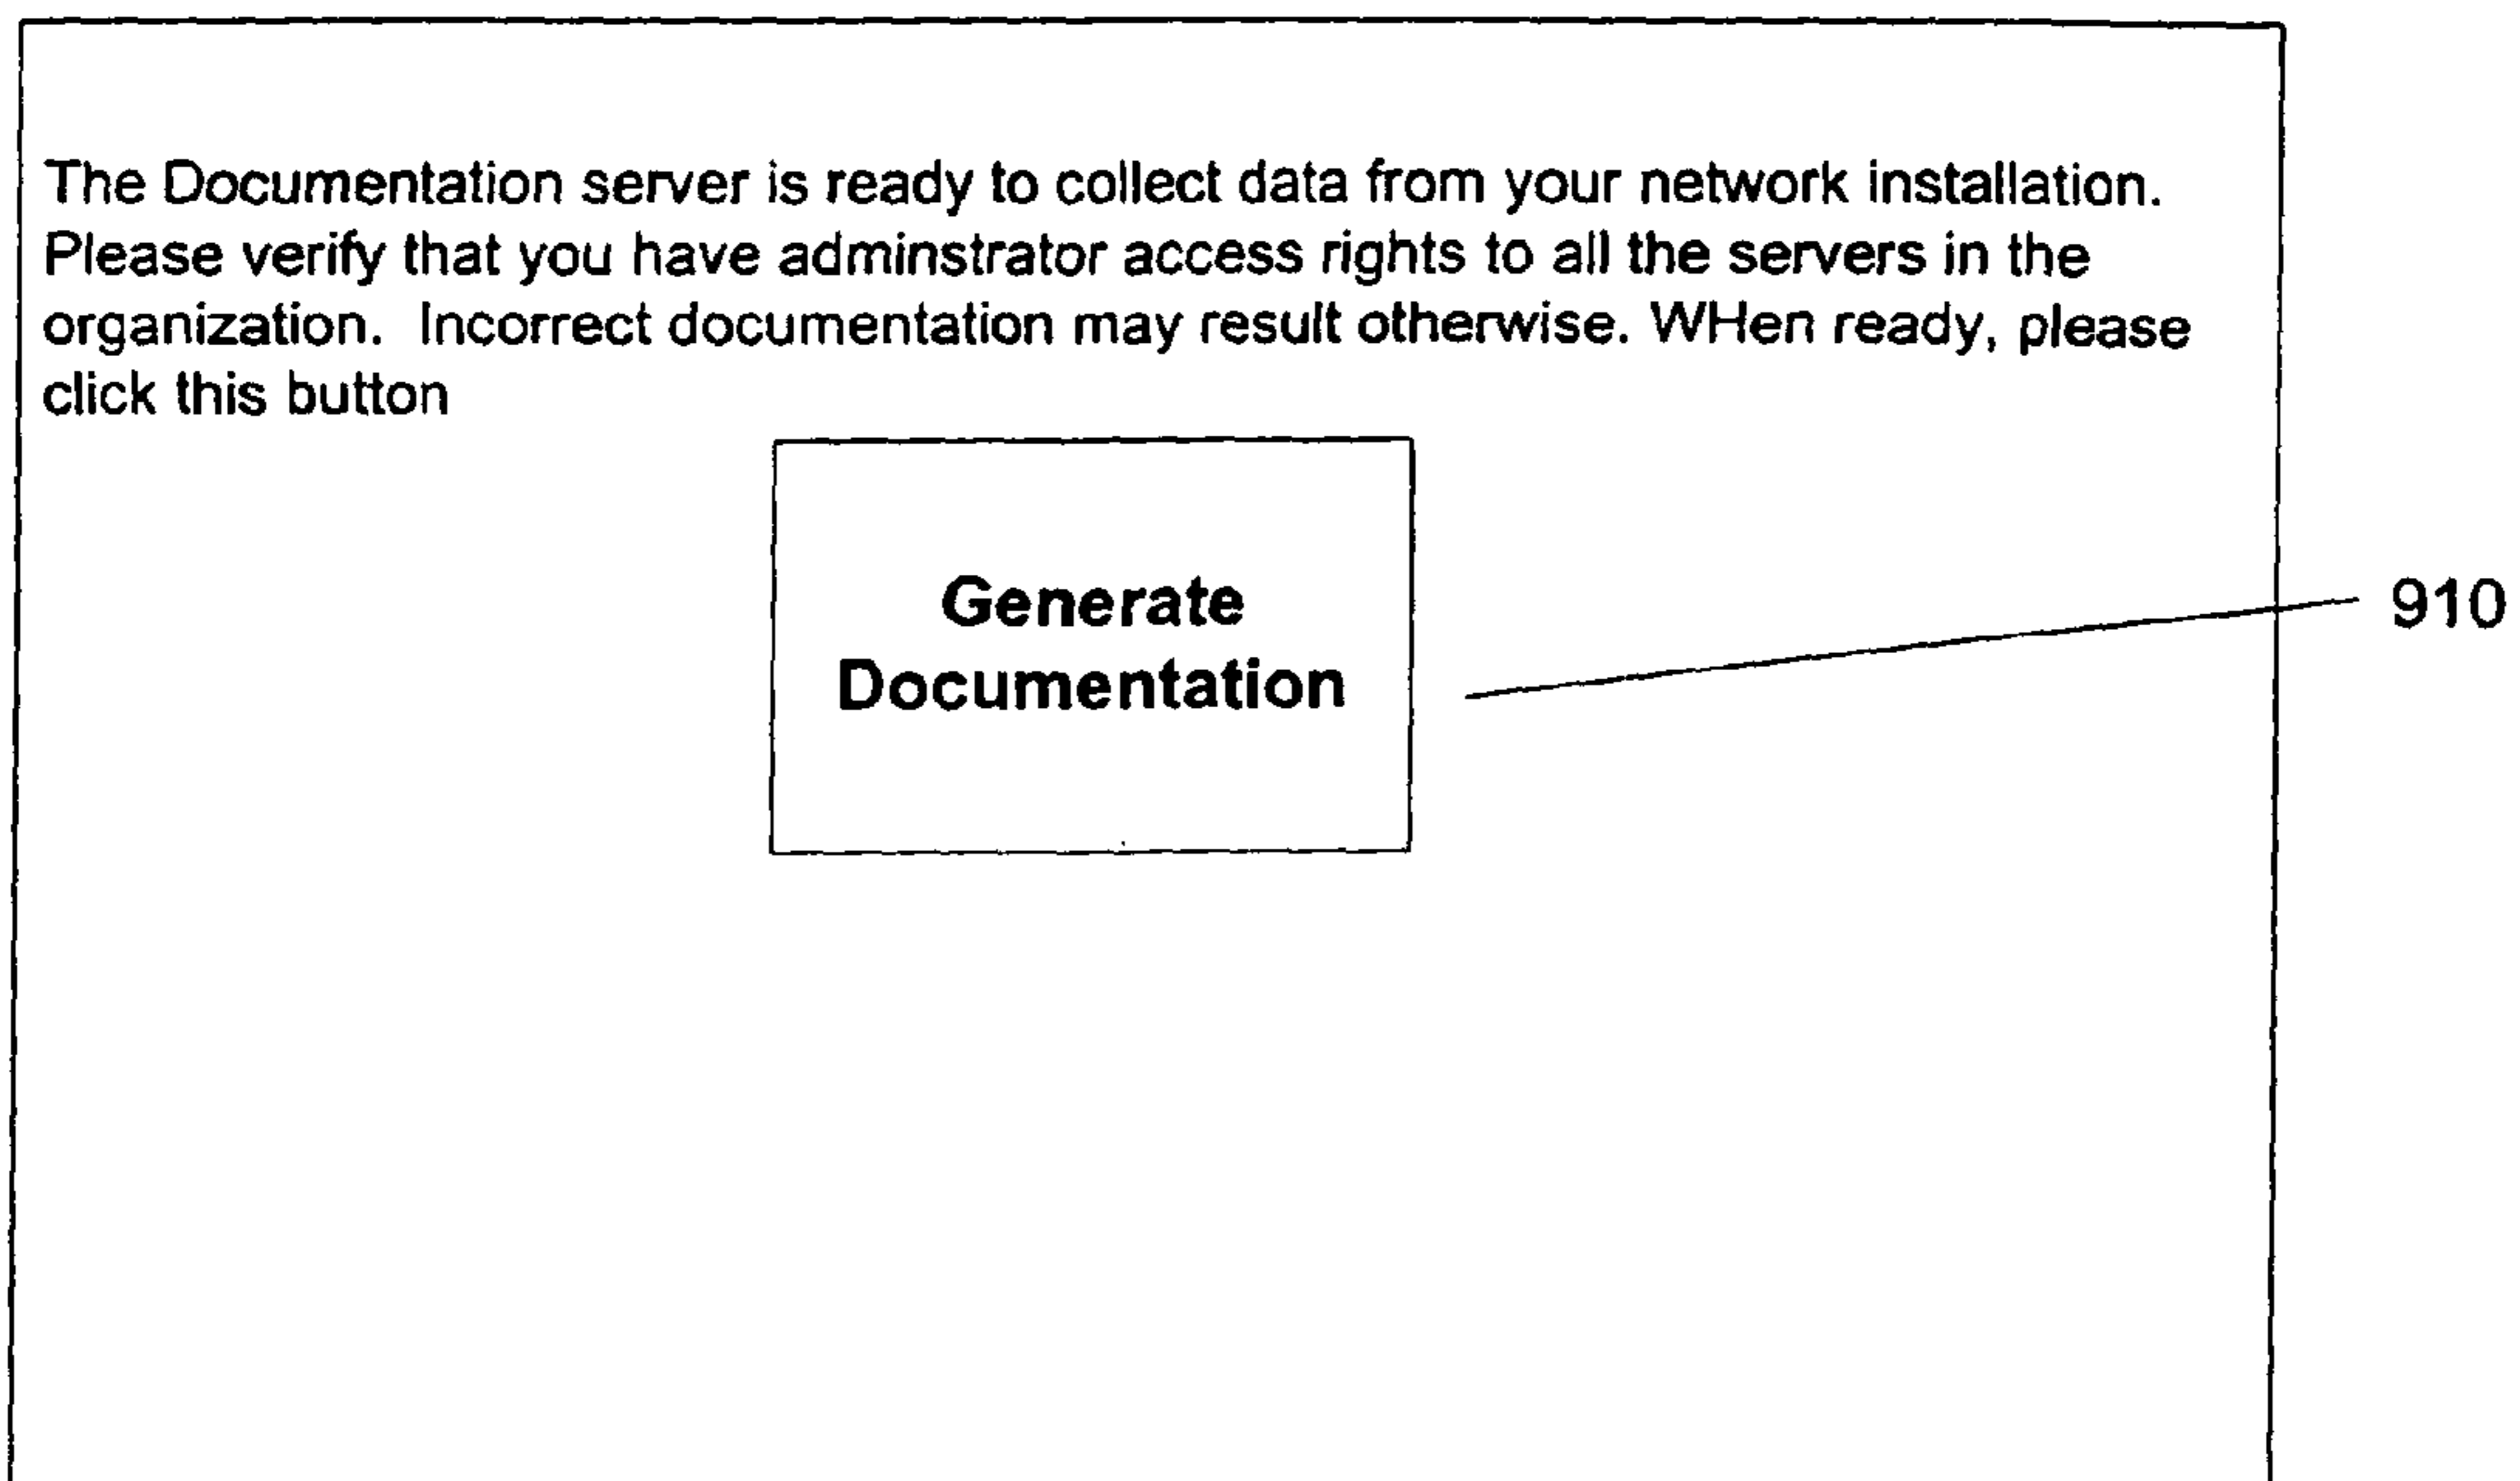 The Documentation server is ready to collect data from your network installation.
Please verify that you have adminstrator access rights to all the servers in the
organization.  Incorrect documentation may result otherwise. WHen ready, please
click this button
Generate
Documentation
910